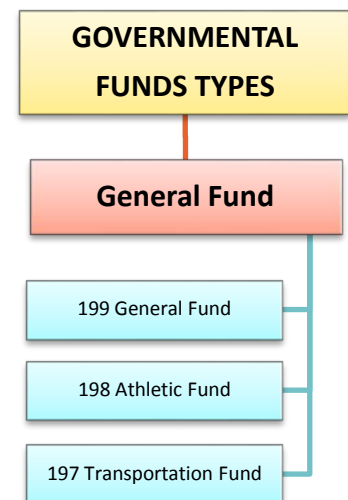 GOVERNMENTAL
FUNDS TYPES
General Fund
199 General Fund
198 Athletic Fund
197 Transportation Fund